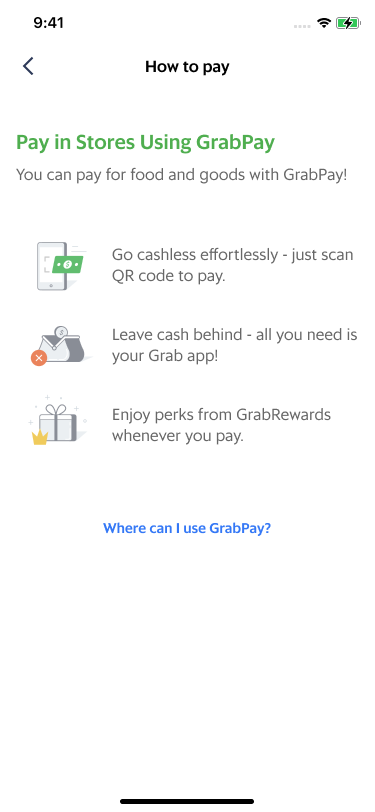 9:41
How to pay
Pay in Stores Using GrabPay
You can pay for food and goods with GrabPay!
Go cashless effortlessly - just scan
QR code to pay.
Leave cash behind - all you need is
your Grab app!
Enjoy perks from GrabRewards
whenever you pay.
Where can I use GrabPay?